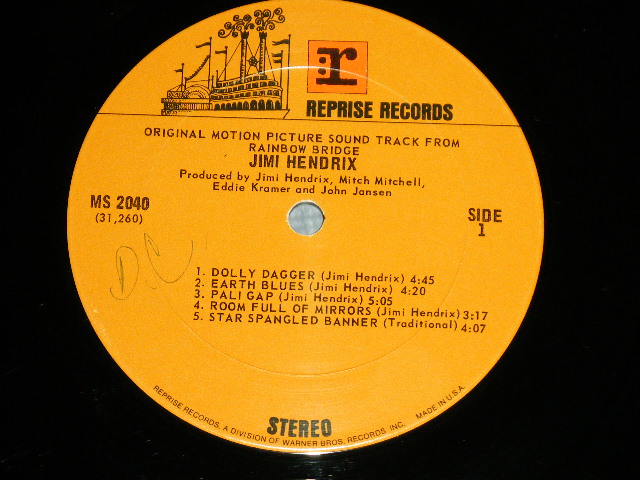 r
REPRISE RECORDS
ORIGINAL MOTION PICTURE SOUND TRACK FROM
RAINBOW BRIDGE
JIMI HENDRIX
Produced by Jimi Hendrix, Mitch Mitchell,
Eddie Kramer and John Jansen
MS 2040
(31,260)
SIDE
1
D.C.
1. DOLLY DAGGER (Jimi Hendrix) 4:45
2. EARTH BLUES (Jimi Hendrix) 4:20
3. PALI GAP (Jimi Hendrix) 5:05
4. ROOM FULL OF MIRRORS (Jimi Hendrix) 3:17
5. STAR SPANGLED BANNER (Traditional) 4:07
STEREO
REPRISE RECORDS, A DIVISION OF WARNER BROS. RECORDS INC. MADE IN U.S.A.